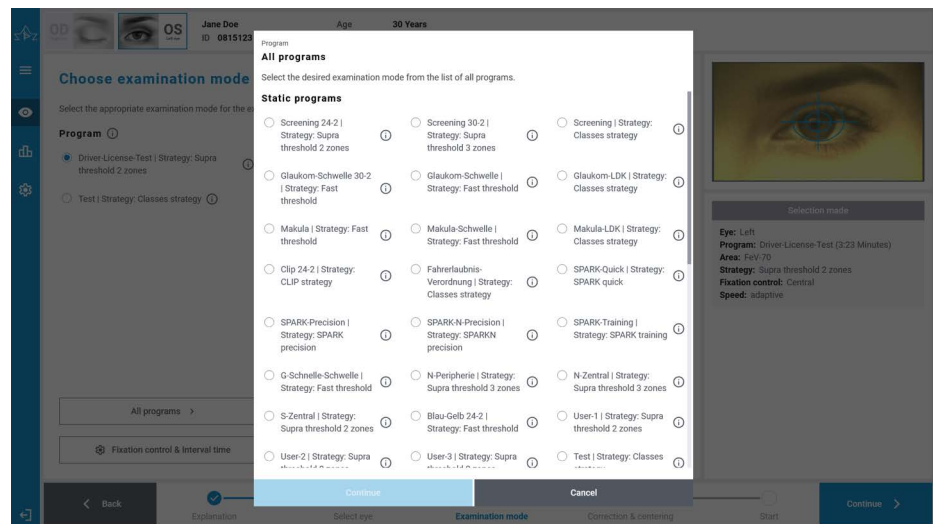 OD
OS
Left eye
Jane Doe
ID 0815123
Age
30 Years
Choose examination mode
Select the appropriate examination mode for the e
Program
Driver-License-Test | Strategy: Supra
threshold 2 zones
Test | Strategy: Classes strategy
All programs
Fixation control & Interval time
Program
All programs
Select the desired examination mode from the list of all programs.
Static programs
Screening 24-2 |
Strategy: Supra
threshold 2 zones
Screening 30-2 |
Strategy: Supra
threshold 3 zones
Screening | Strategy:
Classes strategy
Glaukom-Schwelle 30-2
| Strategy: Fast
threshold
Glaukom-Schwelle |
Strategy: Fast threshold
Glaukom-LDK | Strategy:
Classes strategy
Makula | Strategy: Fast
threshold
Makula-Schwelle |
Strategy: Fast threshold
Makula-LDK | Strategy:
Classes strategy
Clip 24-2 | Strategy:
CLIP strategy
Fahrerlaubnis-
Verordnung | Strategy:
Classes strategy
SPARK-Quick | Strategy:
SPARK quick
SPARK-Precision |
Strategy: SPARK
precision
SPARK-N-Precision |
Strategy: SPARKN
precision
SPARK-Training |
Strategy: SPARK training
G-Schnelle-Schwelle |
Strategy: Fast threshold
N-Peripherie | Strategy:
Supra threshold 3 zones
N-Zentral | Strategy:
Supra threshold 3 zones
S-Zentral | Strategy:
Supra threshold 2 zones
Blau-Gelb 24-2 |
Strategy: Fast threshold
User-1 | Strategy: Supra
threshold 2 zones
User-2 | Strategy: Supra
User-3 | Strategy: Supra
Test | Strategy: Classes
Continue
Cancel
Selection made
Eye: Left
Program: Driver-License-Test (3:23 Minutes)
Area: FeV-70
Strategy: Supra threshold 2 zones
Fixation control: Central
Speed: adaptive
Back
Explanation
Select eye
Examination mode
Correction & centering
Start
Continue